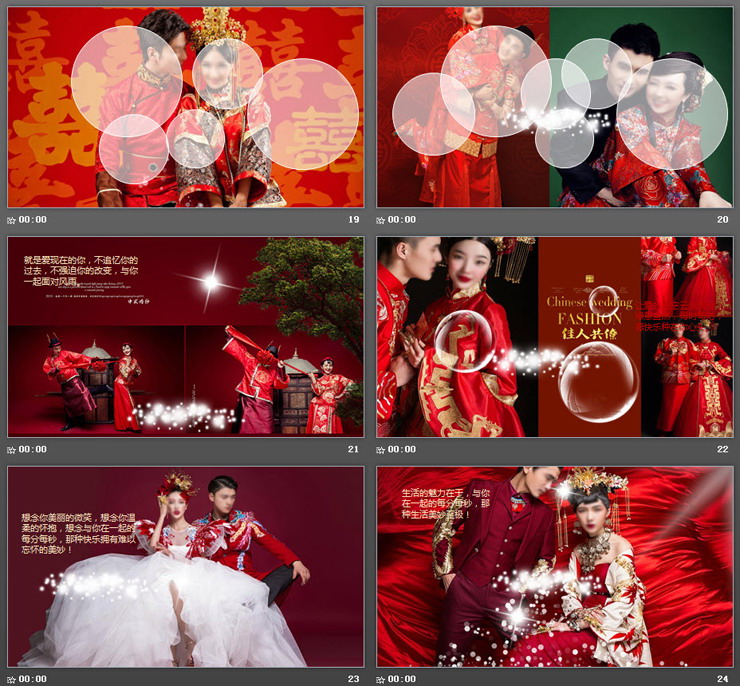 囍
囍
囍
00:00
19
00:00
20
就是爱现在的你，不追忆你的
过去，不强迫你的改变，与你
一起面对风雨。
00:00
21
Chinese wedding
FASHION
佳人共僚
00:00
22
想念你美丽的微笑，想念你温
柔的怀抱，想念与你在一起的
每分每秒，那种快乐拥有难以
忘怀的美妙！
00:00
23
生活的魅力在于，与你
在一起的每分每秒，那
种生活美妙至极！
00:00
24